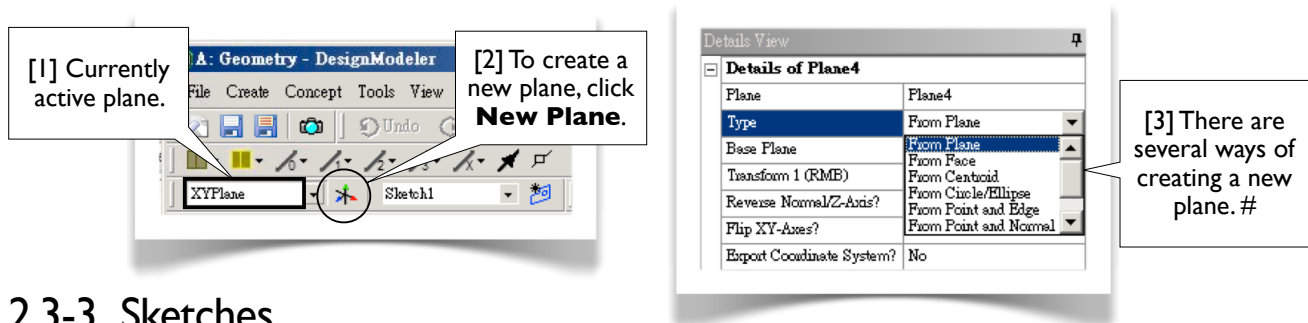 [1] Currently
active plane.
A: Geometry - DesignModeler
File Create Concept Tools View
Undo
XYPlane
Sketch1
[2] To create a
new plane, click
New Plane.
Details View
Details of Plane4
Plane Plane4
Type From Plane
Base Plane
Transform 1 (RMB)
Reverse Normal/Z-Axis?
Flip XY-Axes?
Export Coordinate System? No
From Plane
From Face
From Centroid
From Circle/Ellipse
From Point and Edge
From Point and Normal
[3] There are
several ways of
creating a new
plane. #
2.3-3 Sketches